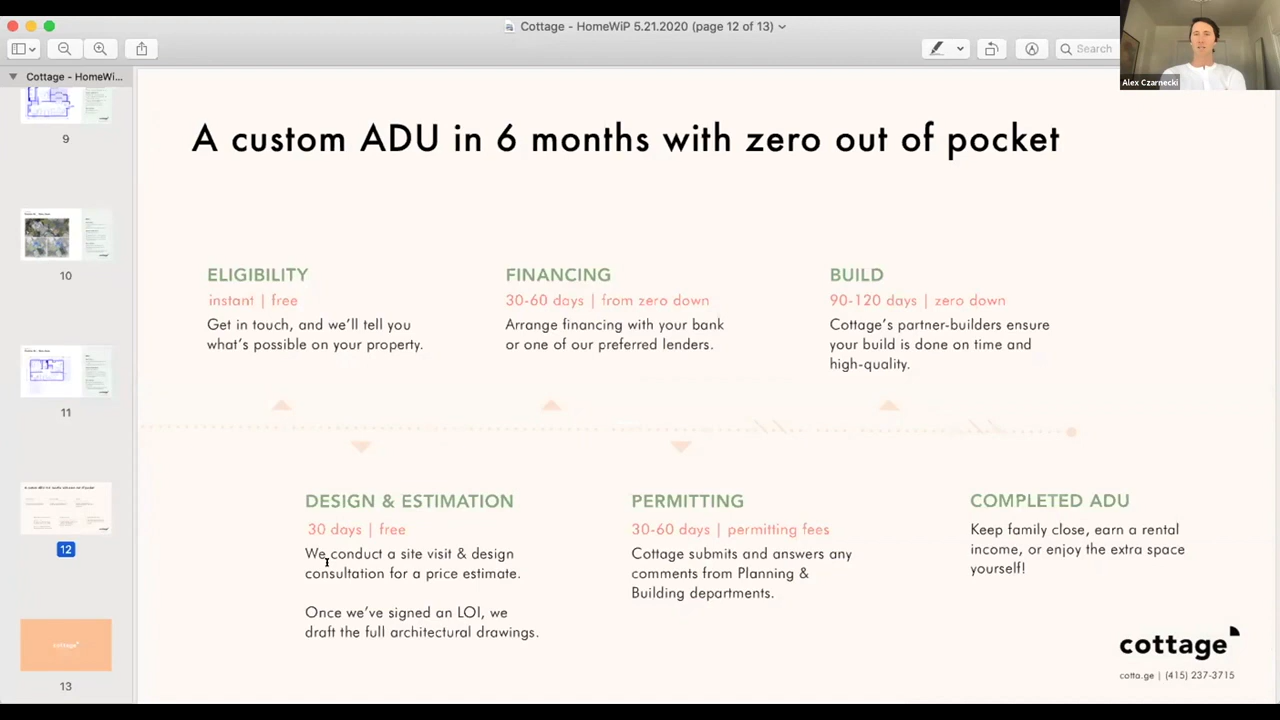 Cottage - HomeWiP 5.21.2020 (page 12 of 13)
Search
Alex Czarnecki
Cottage - HomeWi...
9
10
11
12
13
A custom ADU in 6 months with zero out of pocket
ELIGIBILITY
instant | free
Get in touch, and we'll tell you
what's possible on your property.
FINANCING
30-60 days | from zero down
Arrange financing with your bank
or one of our preferred lenders.
BUILD
90-120 days | zero down
Cottage's partner-builders ensure
your build is done on time and
high-quality.
DESIGN & ESTIMATION
30 days | free
We conduct a site visit & design
consultation for a price estimate.
Once we've signed an LOI, we
draft the full architectural drawings.
PERMITTING
30-60 days | permitting fees
Cottage submits and answers any
comments from Planning &
Building departments.
COMPLETED ADU
Keep family close, earn a rental
income, or enjoy the extra space
yourself!
cottage
cotta.ge | (415) 237-3715